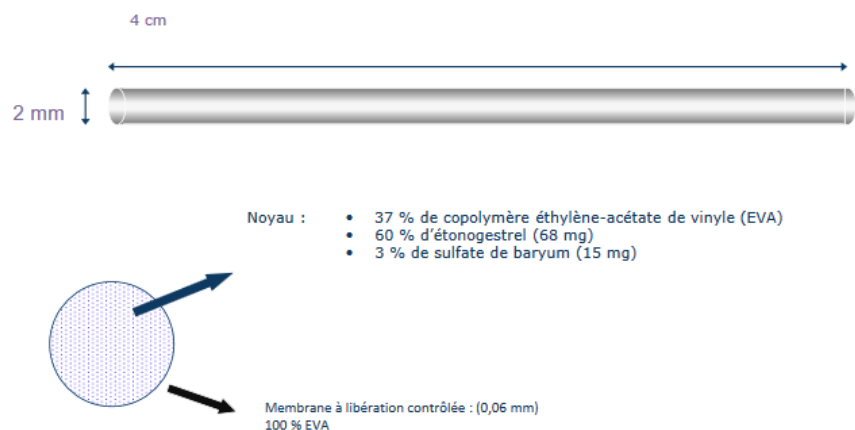 4 cm
2 mm
Noyau : • 37 % de copolymère éthylène-acétate de vinyle (EVA)
• 60 % d'étonogestrel (68 mg)
• 3 % de sulfate de baryum (15 mg)
Membrane à libération contrôlée : (0,06 mm)
100 % EVA